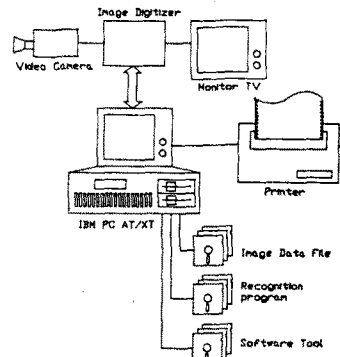 Image Digitizer
Video Camera
Monitor TV
Printer
IBM PC AT/XT
Image Data File
Recognition
program
Software Tool